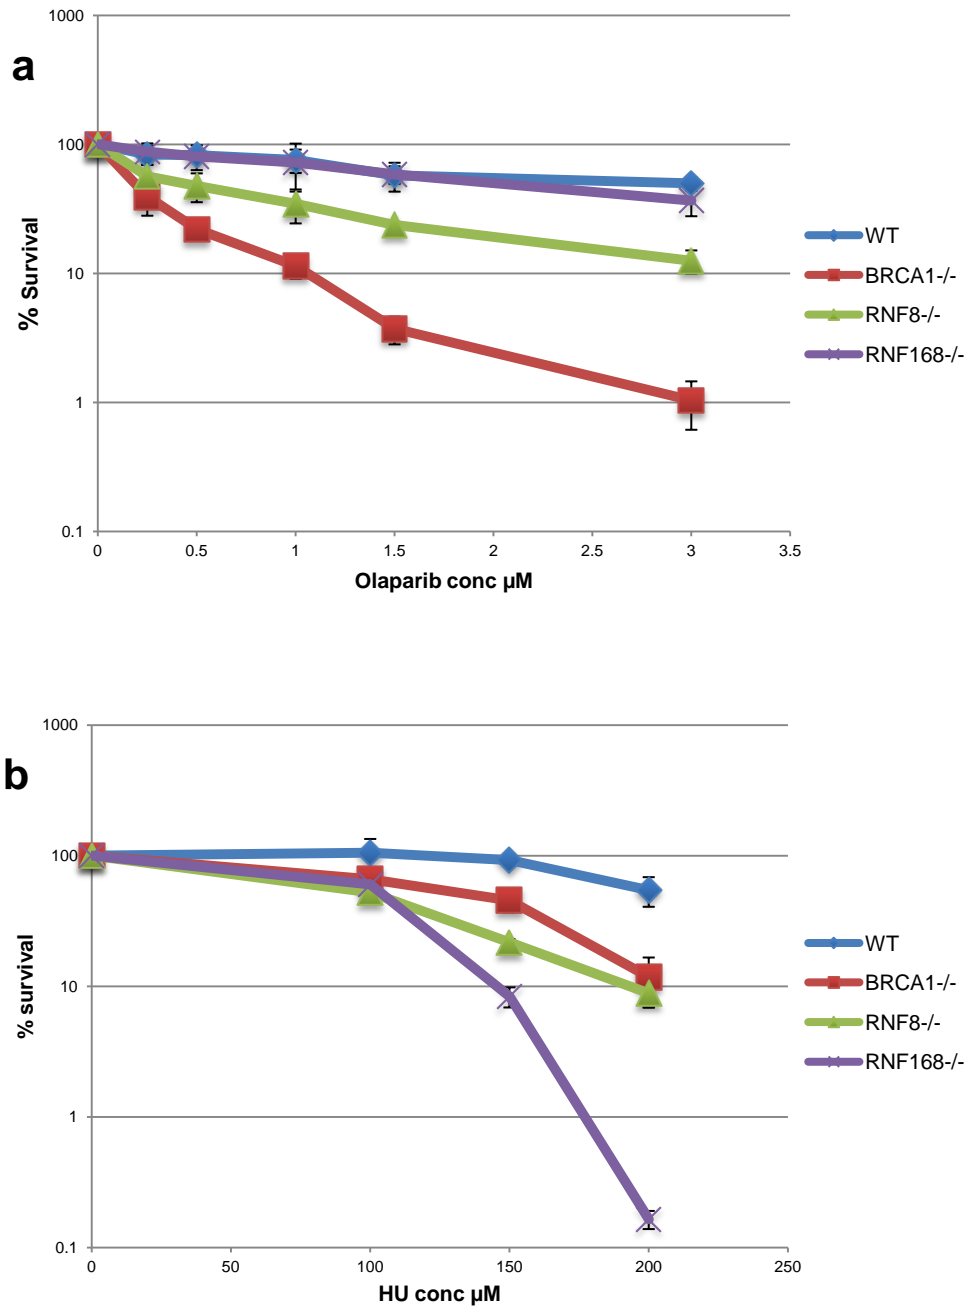 a
1000
100
10
1
0.1
% Survival
0 0.5 1 1.5 2 2.5 3 3.5
Olaparib conc µM
WT
BRCA1-/-
RNF8-/-
RNF168-/-
b
1000
100
10
1
0.1
% survival
0 50 100 150 200 250
HU conc µM
WT
BRCA1-/-
RNF8-/-
RNF168-/-